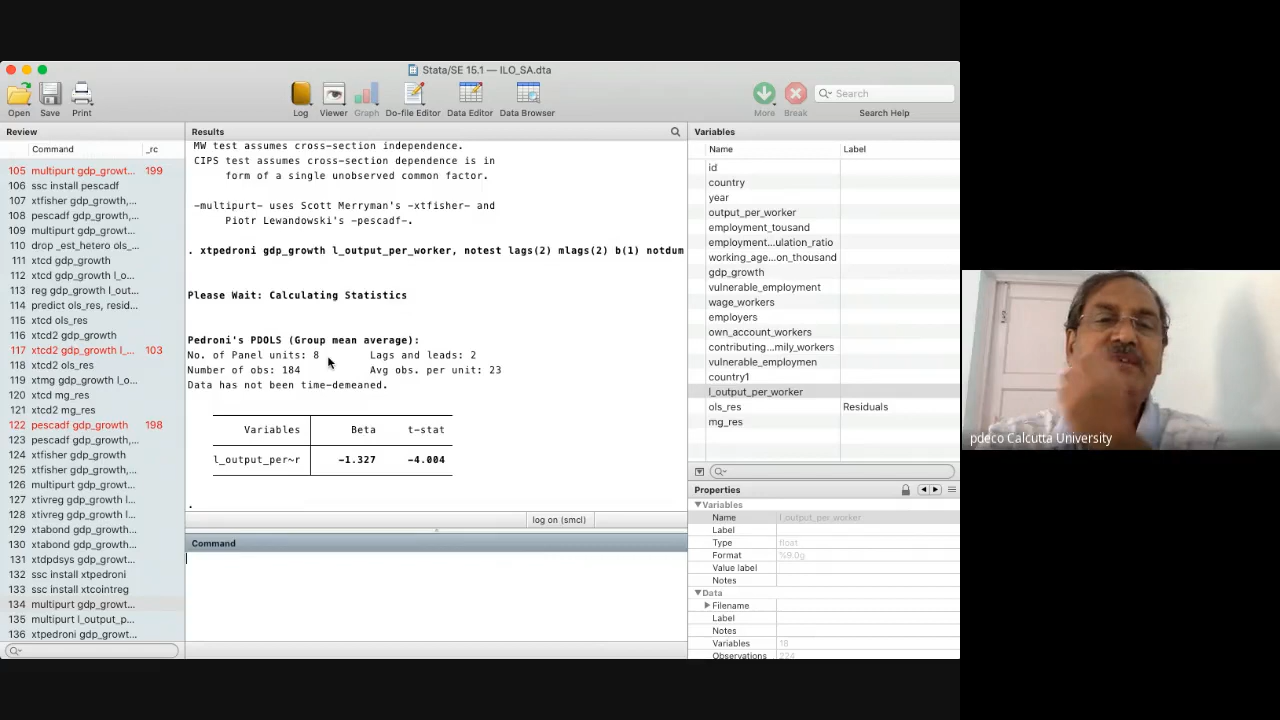 Stata/SE 15.1 — ILO_SA.dta
Open Save Print Log Viewer Graph Do-file Editor Data Editor Data Browser More Break Search Search Help
Review
Command _rc
105 multipurt gdp_growt... 199
106 ssc install pescadf
107 xtfisher gdp_growth,...
108 pescadf gdp_growth,...
109 multipurt gdp_growt...
110 drop _est_hetero ols_...
111 xtcd gdp_growth
112 xtcd gdp_growth l_o...
113 reg gdp_growth l_out...
114 predict ols_res, resid...
115 xtcd ols_res
116 xtcd2 gdp_growth
117 xtcd2 gdp_growth l_... 103
118 xtcd2 ols_res
119 xtmg gdp_growth l_o...
120 xtcd mg_res
121 xtcd2 mg_res
122 pescadf gdp_growth 198
123 pescadf gdp_growth,...
124 xtfisher gdp_growth
125 xtfisher gdp_growth,...
126 multipurt gdp_growt...
127 xtivreg gdp_growth l...
128 xtivreg gdp_growth l...
129 xtabond gdp_growth...
130 xtabond gdp_growth...
131 xtdpdsys gdp_growt...
132 ssc install xtpedroni
133 ssc install xtcointreg
134 multipurt gdp_growt...
135 multipurt l_output_p...
136 xtpedroni gdp_growt...
Results
MW test assumes cross-section independence.
CIPS test assumes cross-section dependence is in
form of a single unobserved common factor.
-multipurt- uses Scott Merryman's -xtfisher- and
Piotr Lewandowski's -pescadf-.
. xtpedroni gdp_growth l_output_per_worker, notest lags(2) mlags(2) b(1) notdum
Please Wait: Calculating Statistics
Pedroni's PDOLS (Group mean average):
No. of Panel units: 8 Lags and leads: 2
Number of obs: 184 Avg obs. per unit: 23
Data has not been time-demeaned.
Variables Beta t-stat
l_output_per~r -1.327 -4.004
.
log on (smcl)
Command
Variables
Name Label
id
country
year
output_per_worker
employment_tousand
employment...ulation_ratio
working_age...on_thousand
gdp_growth
vulnerable_employment
wage_workers
employers
own_account_workers
contributing...mily_workers
vulnerable_employmen
country1
l_output_per_worker
ols_res Residuals
mg_res
Properties
Variables
Name l_output_per_worker
Label
Type float
Format %9.0g
Value label
Notes
Data
Filename
Label
Notes
Variables 18
Observations 224
pdeco Calcutta University